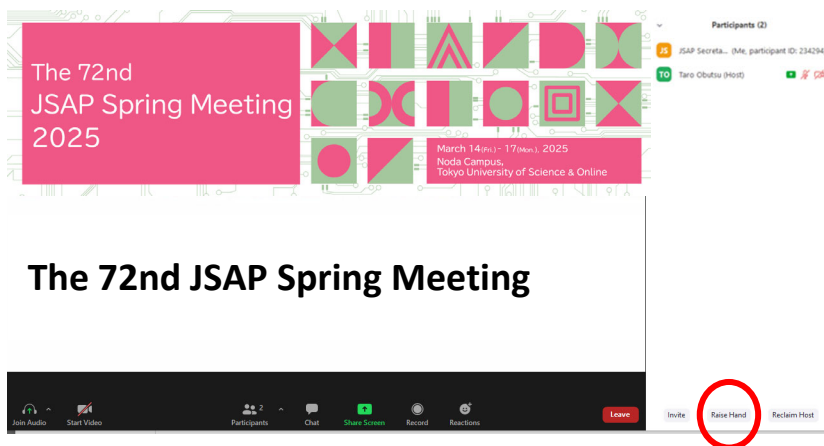 The 72nd
JSAP Spring Meeting
2025
March 14(Fri.)- 17(Mon.), 2025
Noda Campus,
Tokyo University of Science & Online
Participants (2)
JS JSAP Secreta... (Me, participant ID: 234294
TO Taro Obutsu (Host)
The 72nd JSAP Spring Meeting
2
Join Audio Start Video Participants Chat Share Screen Record Reactions Leave
Invite Raise Hand Reclaim Host